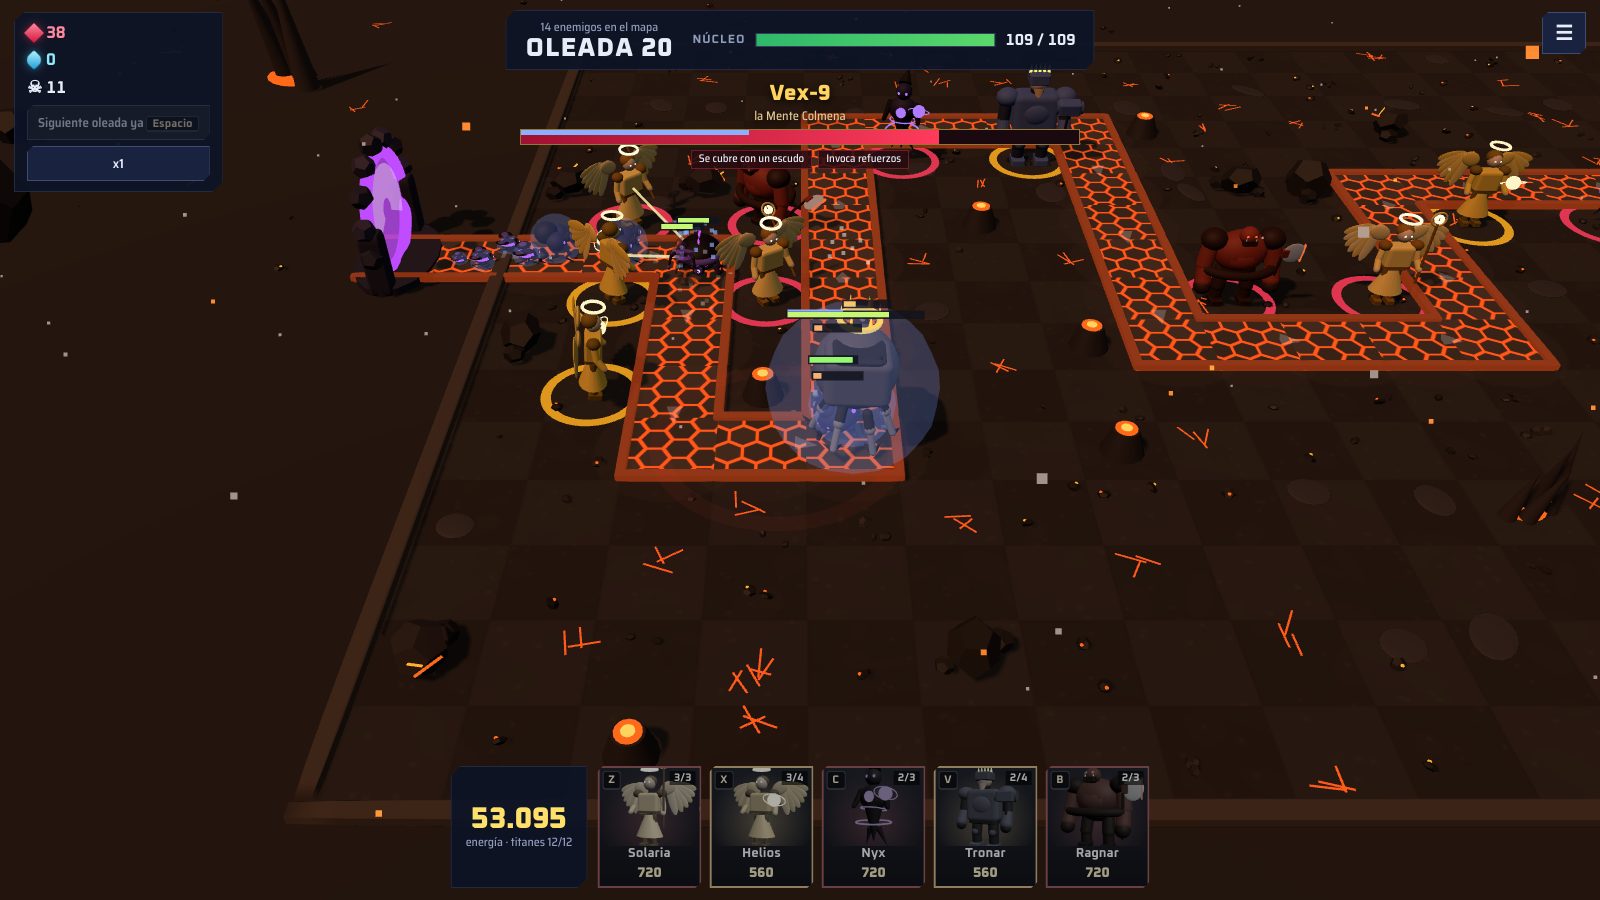 38
0
11
Siguiente oleada ya Espacio
x1
14 enemigos en el mapa
OLEADA 20
NÚCLEO
109 / 109
Vex-9
la Mente Colmena
Se cubre con un escudo
Invoca refuerzos
53.095
energía · titanes 12/12
Z 3/3
Solaria
720
X 3/4
Helios
560
C 2/3
Nyx
720
V 2/4
Tronar
560
B 2/3
Ragnar
720